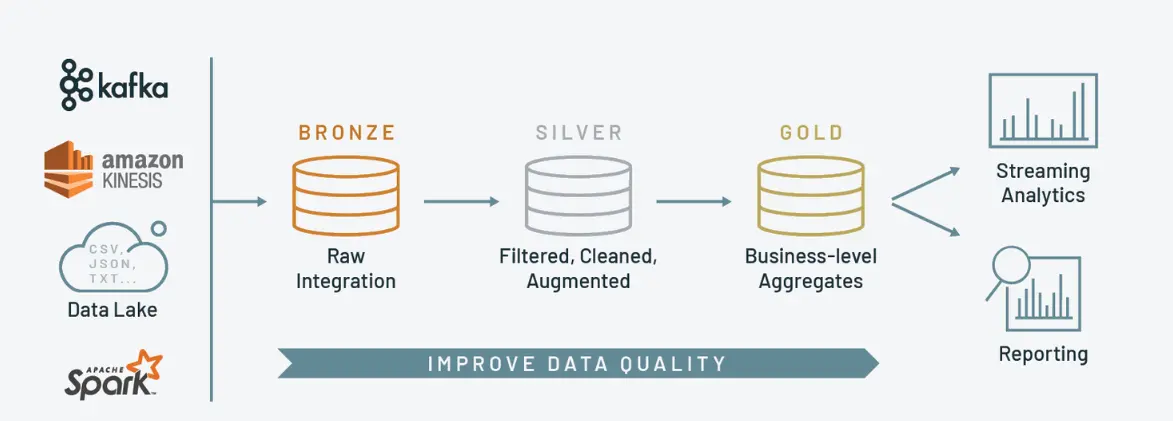 kafka
amazon
KINESIS
CSV,
JSON,
TXT...
Data Lake
APACHE
Spark™
BRONZE
Raw
Integration
SILVER
Filtered, Cleaned,
Augmented
GOLD
Business-level
Aggregates
Streaming
Analytics
Reporting
IMPROVE DATA QUALITY